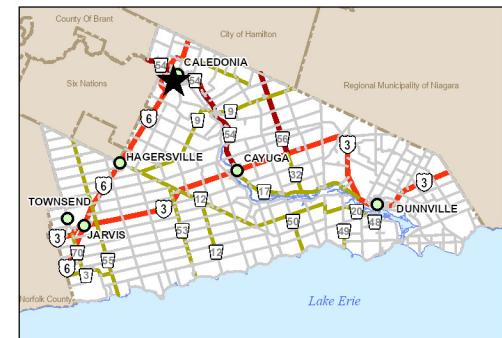 County Of Brant
City of Hamilton
CALEDONIA
54
54
Six Nations
Regional Municipality of Niagara
6
9
9
54
56
3
HAGERSVILLE
CAYUGA
32
3
6
17
TOWNSEND
12
3
20
DUNNVILLE
3
JARVIS
53
50
49
48
70
12
55
6
3
Norfolk County
Lake Erie